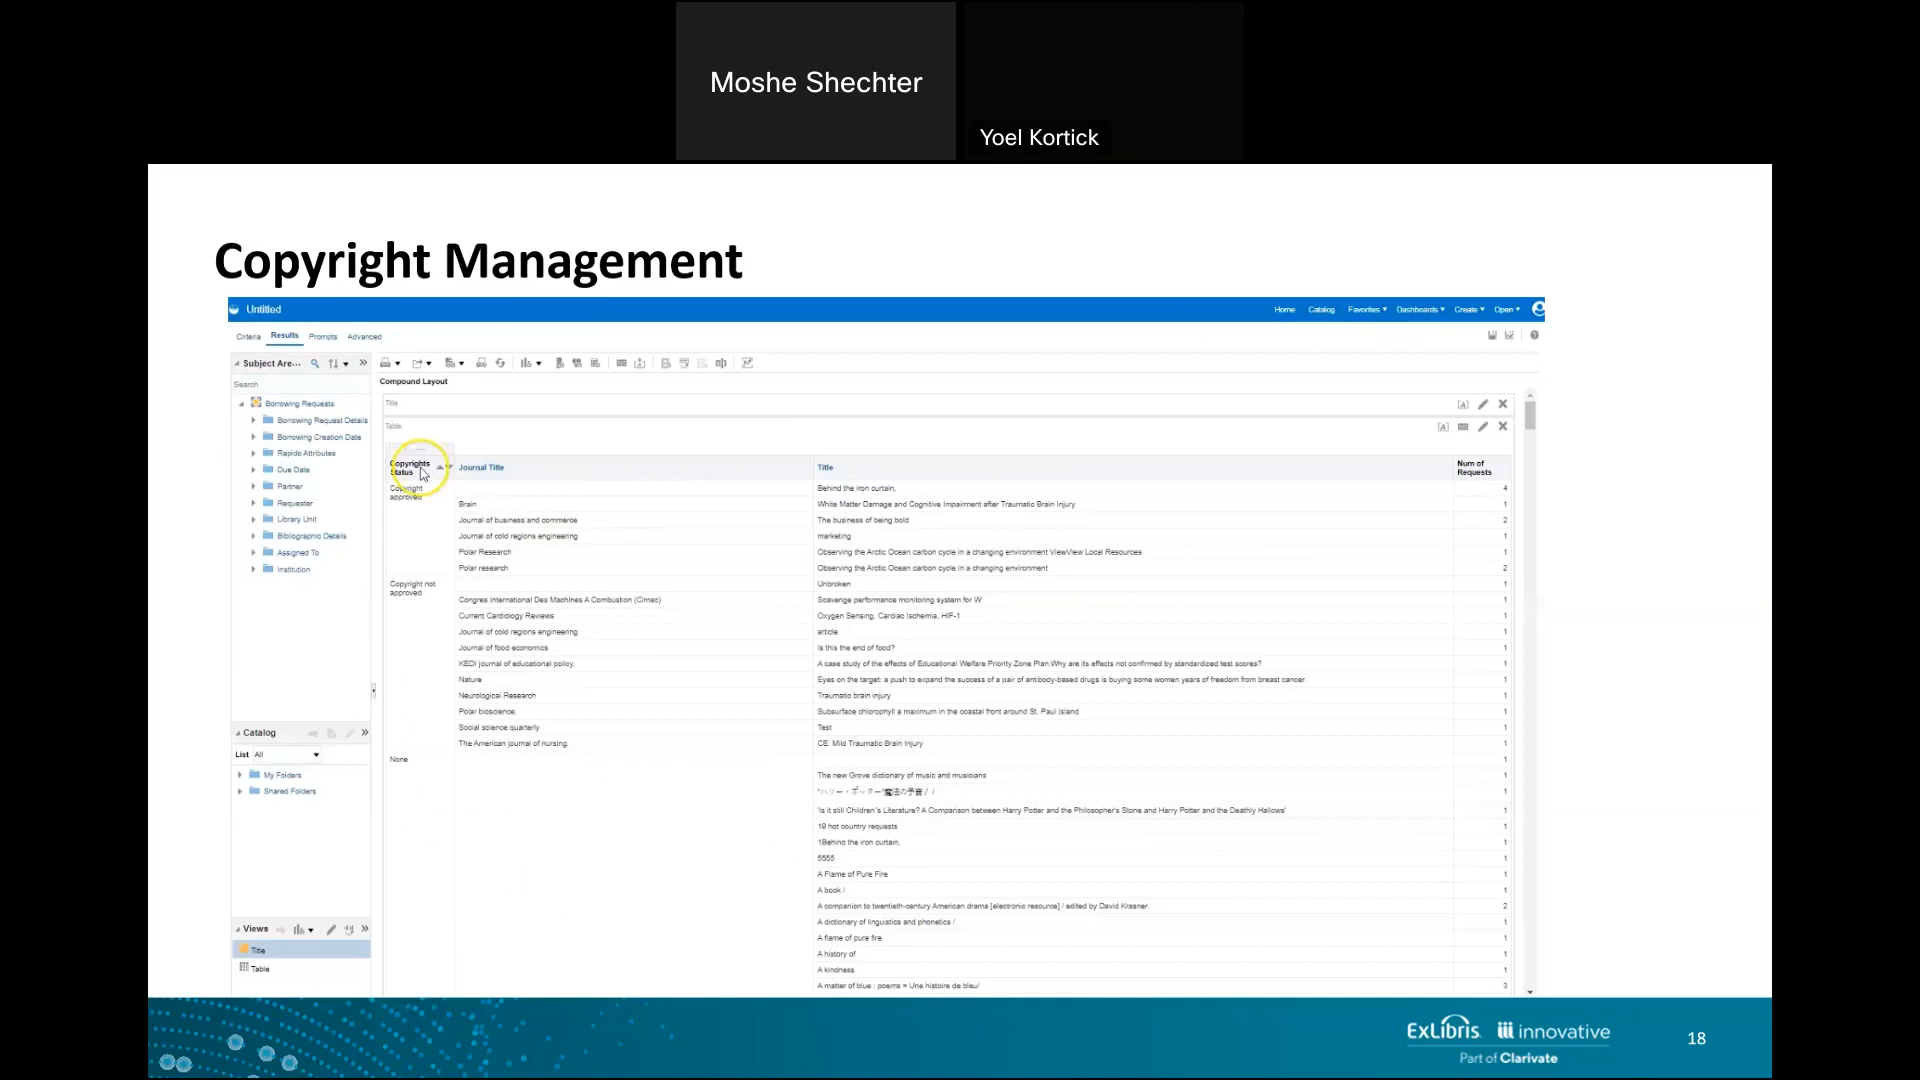 Moshe Shechter
Yoel Kortick
Copyright Management
Untitled
Home Catalog Favorites Dashboards Create Open
Criteria Results Prompts Advanced
Subject Are...
Search
Borrowing Requests
Borrowing Request Details
Borrowing Creation Date
Rapido Attributes
Due Date
Partner
Requester
Library Unit
Bibliographic Details
Assigned To
Institution
Catalog
List All
My Folders
Shared Folders
Views
Title
Table
Compound Layout
Title
Table
Copyrights Status Journal Title Title Num of Requests
Copyright approved Behind the iron curtain, 4
Brain White Matter Damage and Cognitive Impairment after Traumatic Brain Injury 1
Journal of business and commerce The business of being bold 2
Journal of cold regions engineering marketing 1
Polar Research Observing the Arctic Ocean carbon cycle in a changing environment ViewView Local Resources 1
Polar research Observing the Arctic Ocean carbon cycle in a changing environment 2
Copyright not approved Unbroken 1
Congres International Des Machines A Combustion (Cimac) Scavenge performance monitoring system for W 1
Current Cardiology Reviews Oxygen Sensing, Cardiac Ischemia, HIF-1 1
Journal of cold regions engineering article 1
Journal of food economics Is this the end of food? 1
KEDI journal of educational policy. A case study of the effects of Educational Welfare Priority Zone Plan:Why are its effects not confirmed by standardized test scores? 1
Nature Eyes on the target: a push to expand the success of a pair of antibody-based drugs is buying some women years of freedom from breast cancer. 1
Neurological Research Traumatic brain injury 1
Polar bioscience. Subsurface chlorophyll a maximum in the coastal front around St. Paul Island 1
Social science quarterly Test 1
The American journal of nursing. CE: Mild Traumatic Brain Injury 1
None 1
The new Grove dictionary of music and musicians 1
"ハリー・ポッター"魔法の予言 / / 1
'Is it still Children's Literature? A Comparison between Harry Potter and the Philosopher's Stone and Harry Potter and the Deathly Hallows' 1
19 hot country requests 1
1Behind the iron curtain, 1
5555 1
A Flame of Pure Fire 1
A book / 1
A companion to twentieth-century American drama [electronic resource] / edited by David Krasner. 2
A dictionary of linguistics and phonetics / 1
A flame of pure fire 1
A history of 1
A kindness 1
A matter of blue : poems = Une histoire de bleu/ 3
ExLibris iii innovative
Part of Clarivate
18